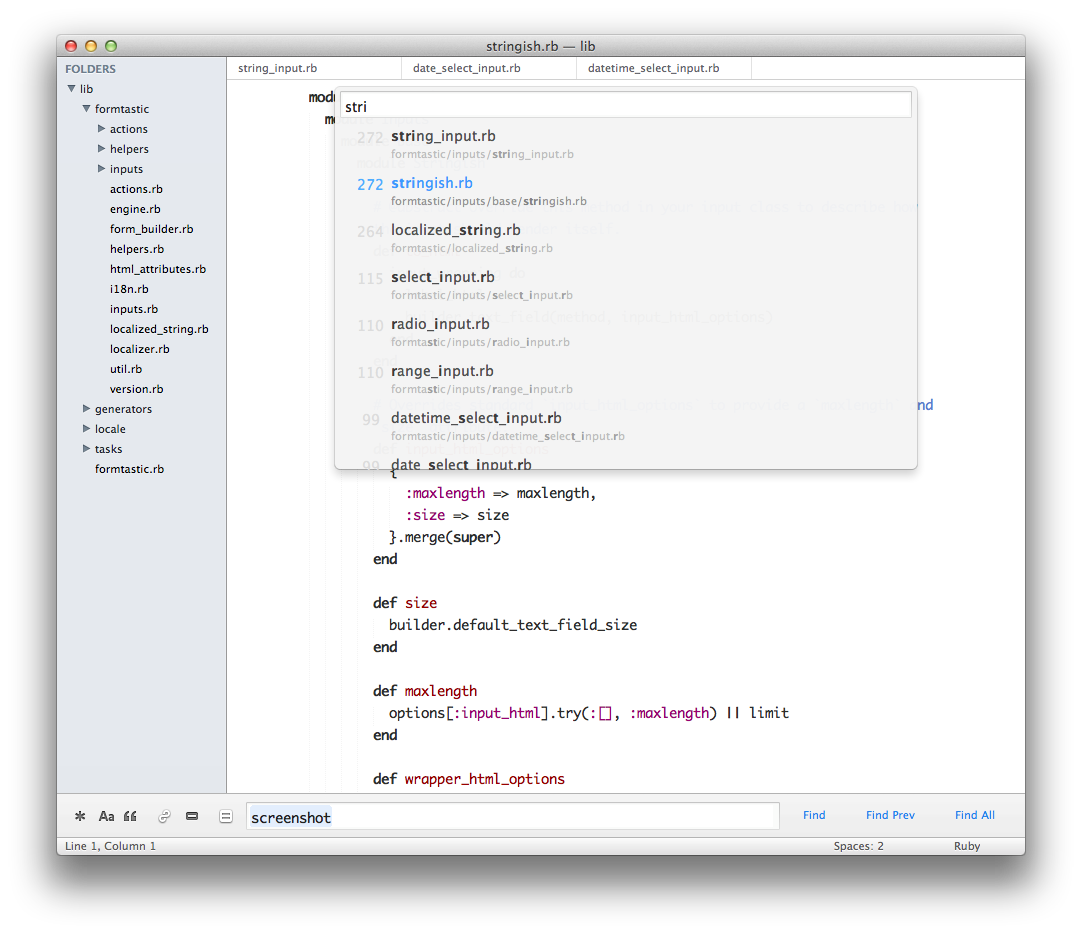 stringish.rb — lib
FOLDERS
lib
formtastic
actions
helpers
inputs
actions.rb
engine.rb
form_builder.rb
helpers.rb
html_attributes.rb
i18n.rb
inputs.rb
localized_string.rb
localizer.rb
util.rb
version.rb
generators
locale
tasks
formtastic.rb
string_input.rb date_select_input.rb datetime_select_input.rb
stri
272 string_input.rb
formtastic/inputs/string_input.rb
272 stringish.rb
formtastic/inputs/base/stringish.rb
264 localized_string.rb
formtastic/localized_string.rb
115 select_input.rb
formtastic/inputs/select_input.rb
110 radio_input.rb
formtastic/inputs/radio_input.rb
110 range_input.rb
formtastic/inputs/range_input.rb
99 datetime_select_input.rb
formtastic/inputs/datetime_select_input.rb
99 date_select_input.rb
{
:maxlength => maxlength,
:size => size
}.merge(super)
end
def size
builder.default_text_field_size
end
def maxlength
options[:input_html].try(:[], :maxlength) || limit
end
def wrapper_html_options
Aa
screenshot
Find Find Prev Find All
Line 1, Column 1 Spaces: 2 Ruby